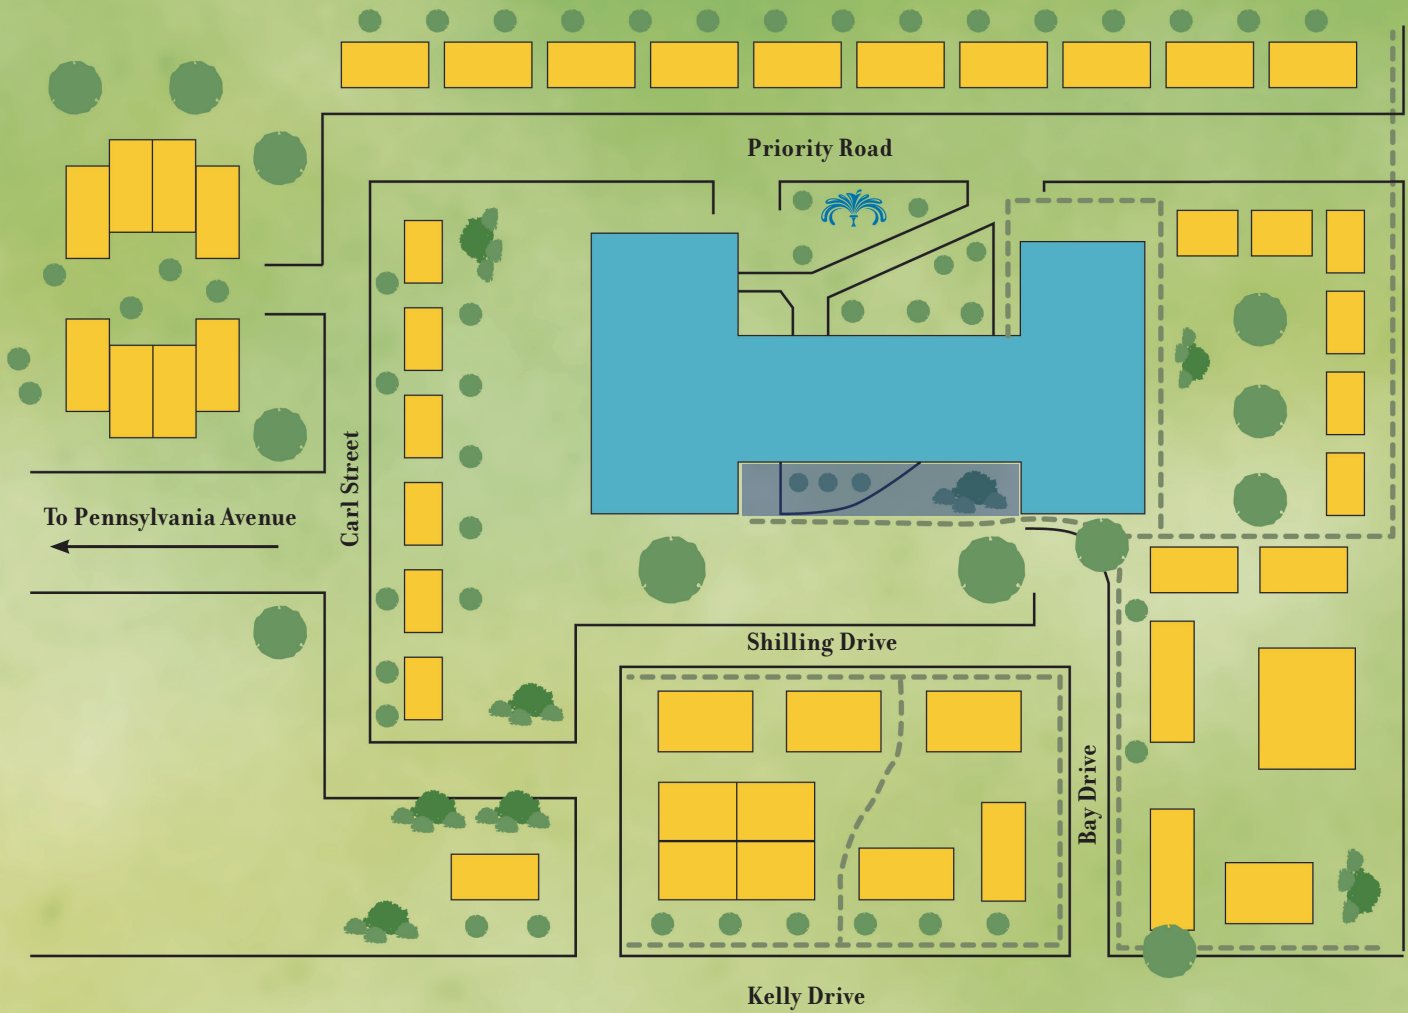 Priority Road
Carl Street
To Pennsylvania Avenue
Shilling Drive
Bay Drive
Kelly Drive